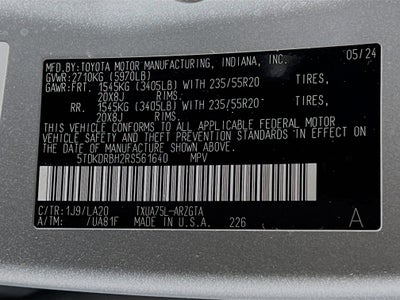 MFD.BY:TOYOTA MOTOR MANUFACTURING, INDIANA, INC. 05/24
GVWR:2710KG (5970LB)
GAWR:FRT. 1545KG (3405LB) WITH 235/55R20 TIRES,
20X8J RIMS.
RR. 1545KG (3405LB) WITH 235/55R20 TIRES,
20X8J RIMS.
THIS VEHICLE CONFORMS TO ALL APPLICABLE FEDERAL MOTOR
VEHICLE SAFETY AND THEFT PREVENTION STANDARDS IN EFFECT ON
THE DATE OF MANUFACTURE SHOWN ABOVE.
5TDKDRBH2RS561640 MPV
C/TR:1J9/LA20 TXUA75L-ARZGTA
A/TM: /UA81F 226 A